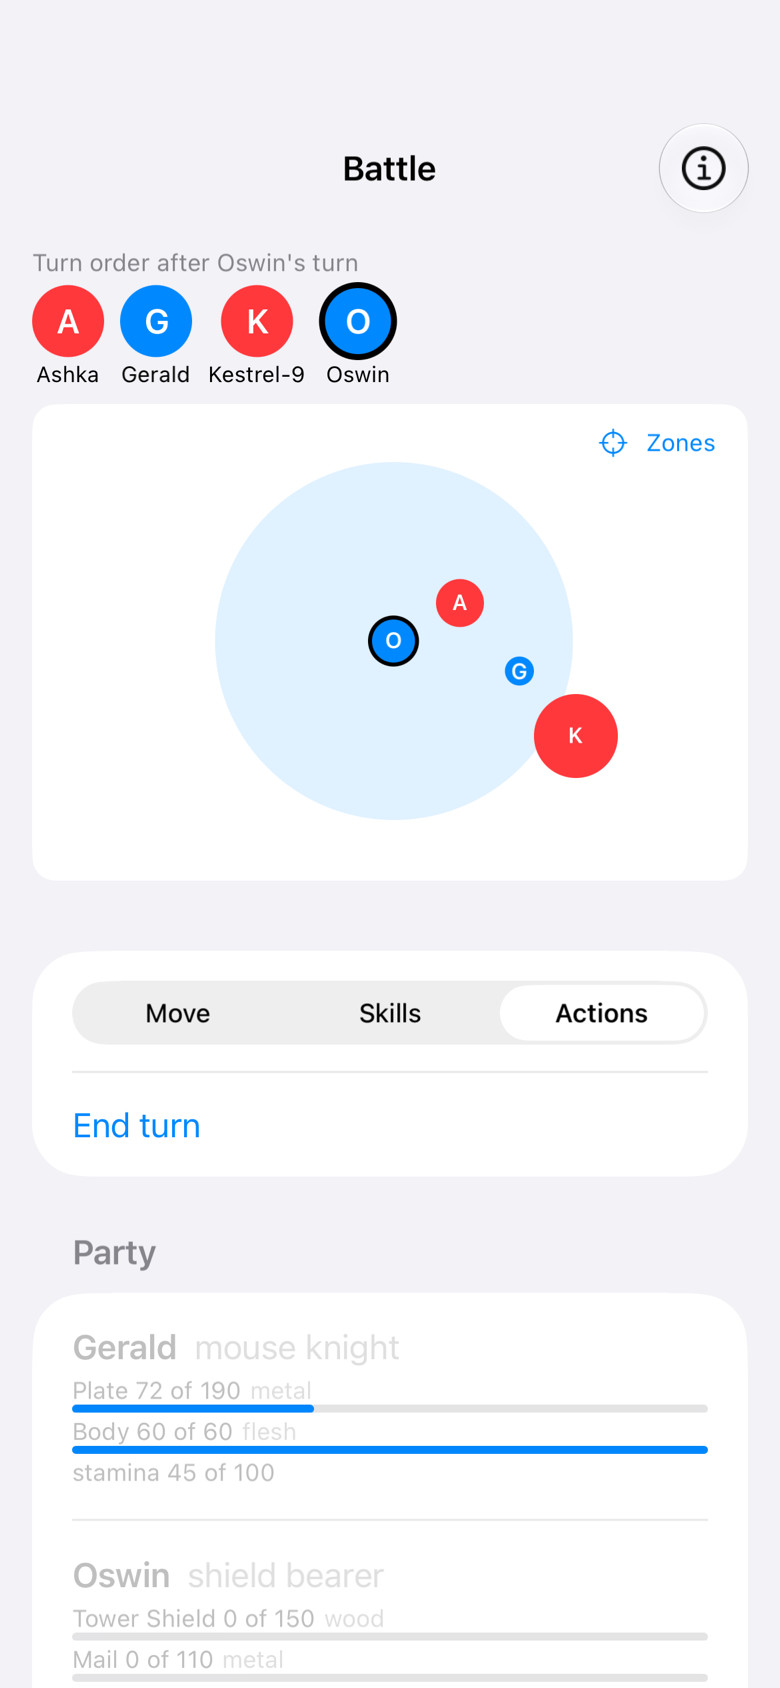 Battle
Turn order after Oswin's turn
A G K O
Ashka Gerald Kestrel-9 Oswin
Zones
A
O
G
K
Move Skills Actions
End turn
Party
Gerald mouse knight
Plate 72 of 190 metal
Body 60 of 60 flesh
stamina 45 of 100
Oswin shield bearer
Tower Shield 0 of 150 wood
Mail 0 of 110 metal